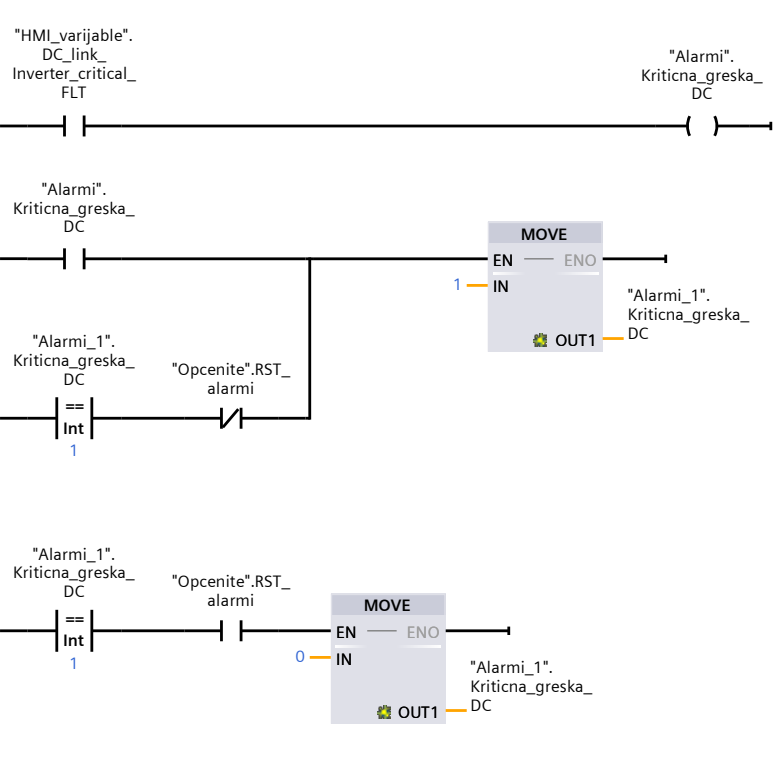 "HMI_varijable".
DC_link_
Inverter_critical_
FLT
"Alarmi".
Kriticna_greska_
DC
"Alarmi".
Kriticna_greska_
DC
MOVE
EN
ENO
1
IN
OUT1
"Alarmi_1".
Kriticna_greska_
DC
"Alarmi_1".
Kriticna_greska_
DC
==
Int
1
"Opcenite".RST_
alarmi
"Alarmi_1".
Kriticna_greska_
DC
==
Int
1
"Opcenite".RST_
alarmi
MOVE
EN
ENO
0
IN
OUT1
"Alarmi_1".
Kriticna_greska_
DC